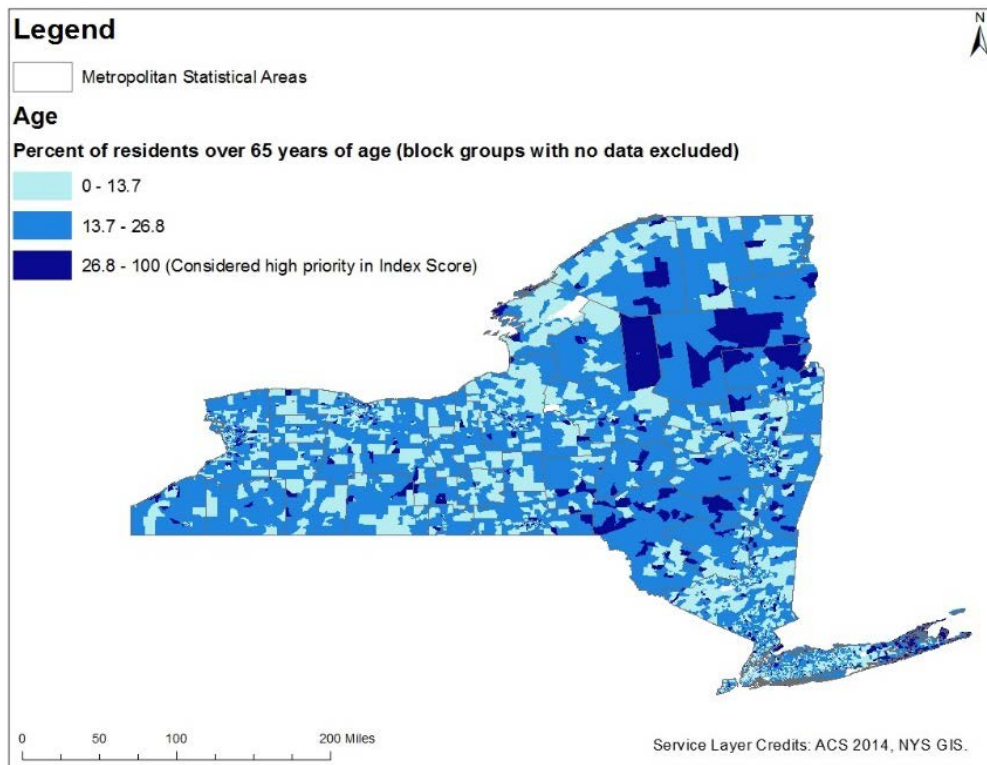 Legend
N
Metropolitan Statistical Areas
Age
Percent of residents over 65 years of age (block groups with no data excluded)
0 - 13.7
13.7 - 26.8
26.8 - 100 (Considered high priority in Index Score)
0 50 100 200 Miles
Service Layer Credits: ACS 2014, NYS GIS.